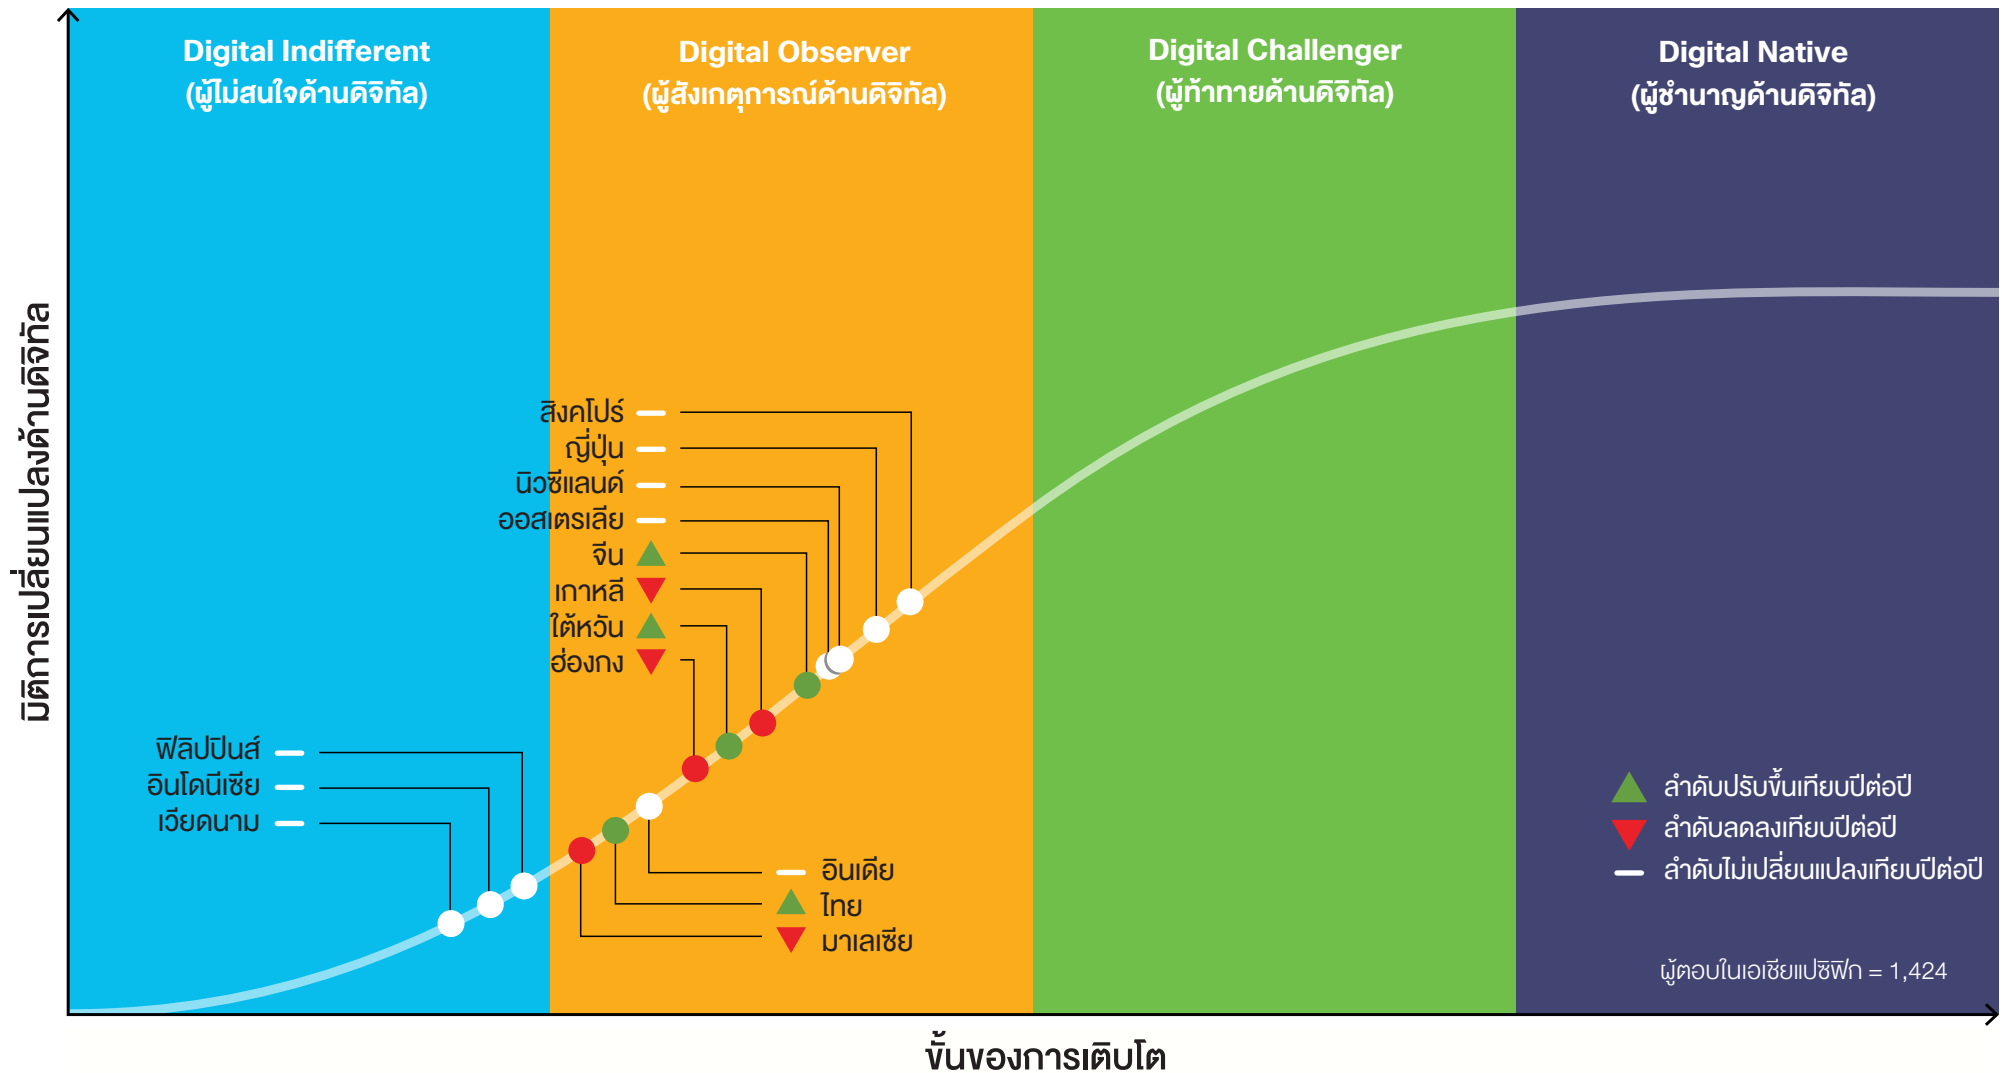 Digital Indifferent
(ผู้ไม่สนใจด้านดิจิทัล)
Digital Observer
(ผู้สังเกตุการณ์ด้านดิจิทัล)
Digital Challenger
(ผู้ท้าทายด้านดิจิทัล)
Digital Native
(ผู้ชำนาญด้านดิจิทัล)
มิติการเปลี่ยนแปลงด้านดิจิทัล
สิงคโปร์
ญี่ปุ่น
นิวซีแลนด์
ออสเตรเลีย
จีน
เกาหลี
ใต้หวัน
ฮ่องกง
ฟิลิปปินส์
อินโดนีเซีย
เวียดนาม
อินเดีย
ไทย
มาเลเซีย
ลำดับปรับขึ้นเทียบปีต่อปี
ลำดับลดลงเทียบปีต่อปี
ลำดับไม่เปลี่ยนแปลงเทียบปีต่อปี
ผู้ตอบในเอเชียแปซิฟิก = 1,424
ขั้นของการเติบโต